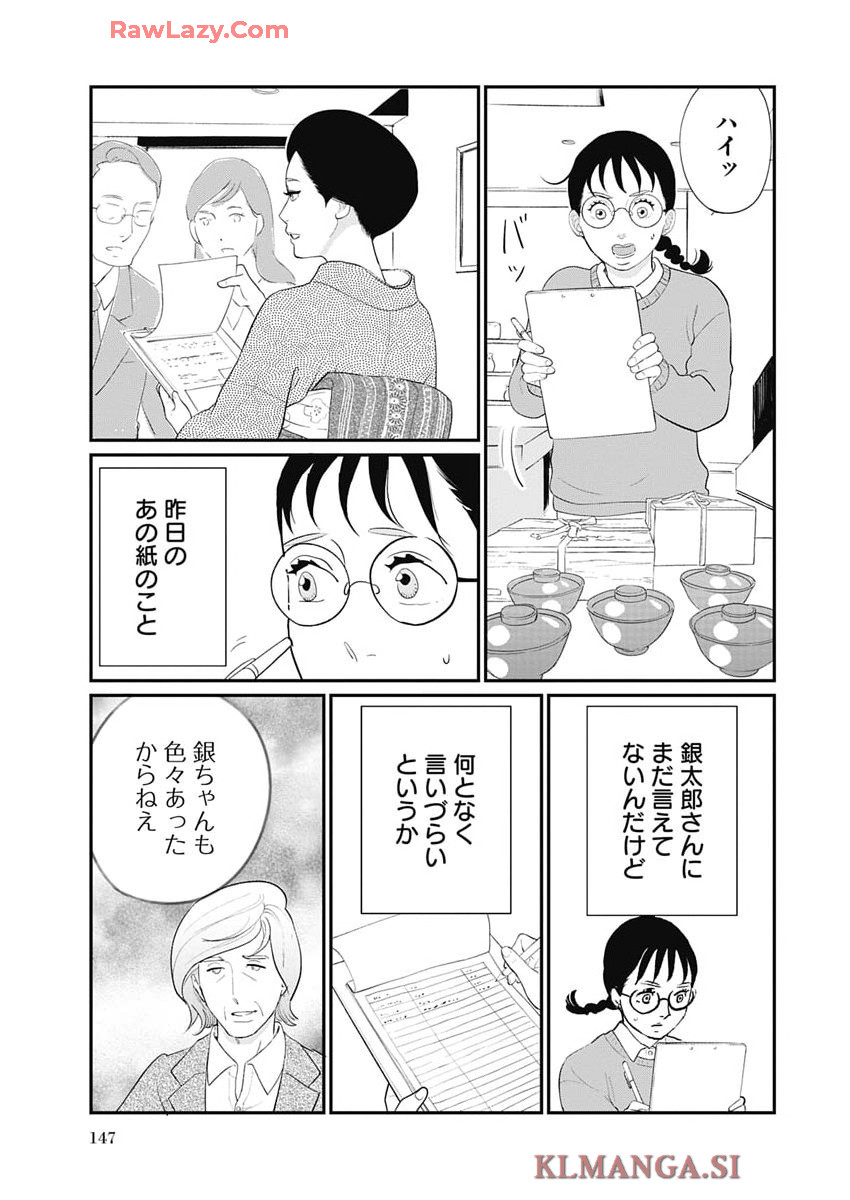 RawLazy.Com
ハイッ
バッ
昨日の
あの紙のこと
銀太郎さんに
まだ言えて
ないんだけど
何となく
言いづらい
というか
銀ちゃんも
色々あった
からねえ
147
KLMANGA.SI